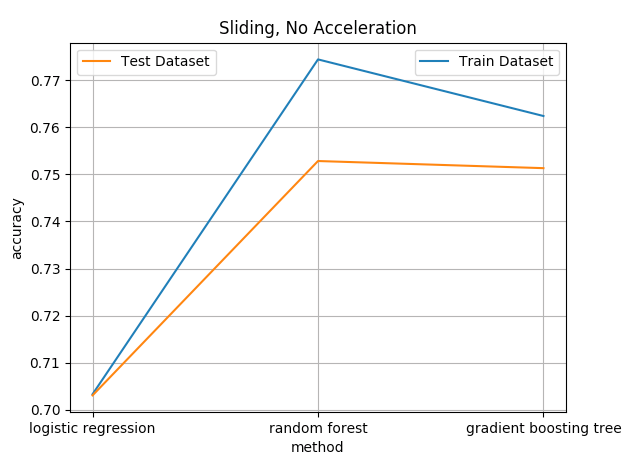 Sliding, No Acceleration
Test Dataset
Train Dataset
0.77
0.76
0.75
0.74
0.73
0.72
0.71
0.70
accuracy
logistic regression
random forest
gradient boosting tree
method